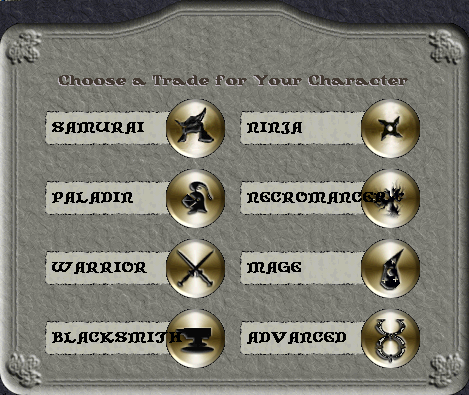 Choose a Trade for Your Character
SAMURAI
NINJA
PALADIN
NECROMANCER
WARRIOR
MAGE
BLACKSMITH
ADVANCED